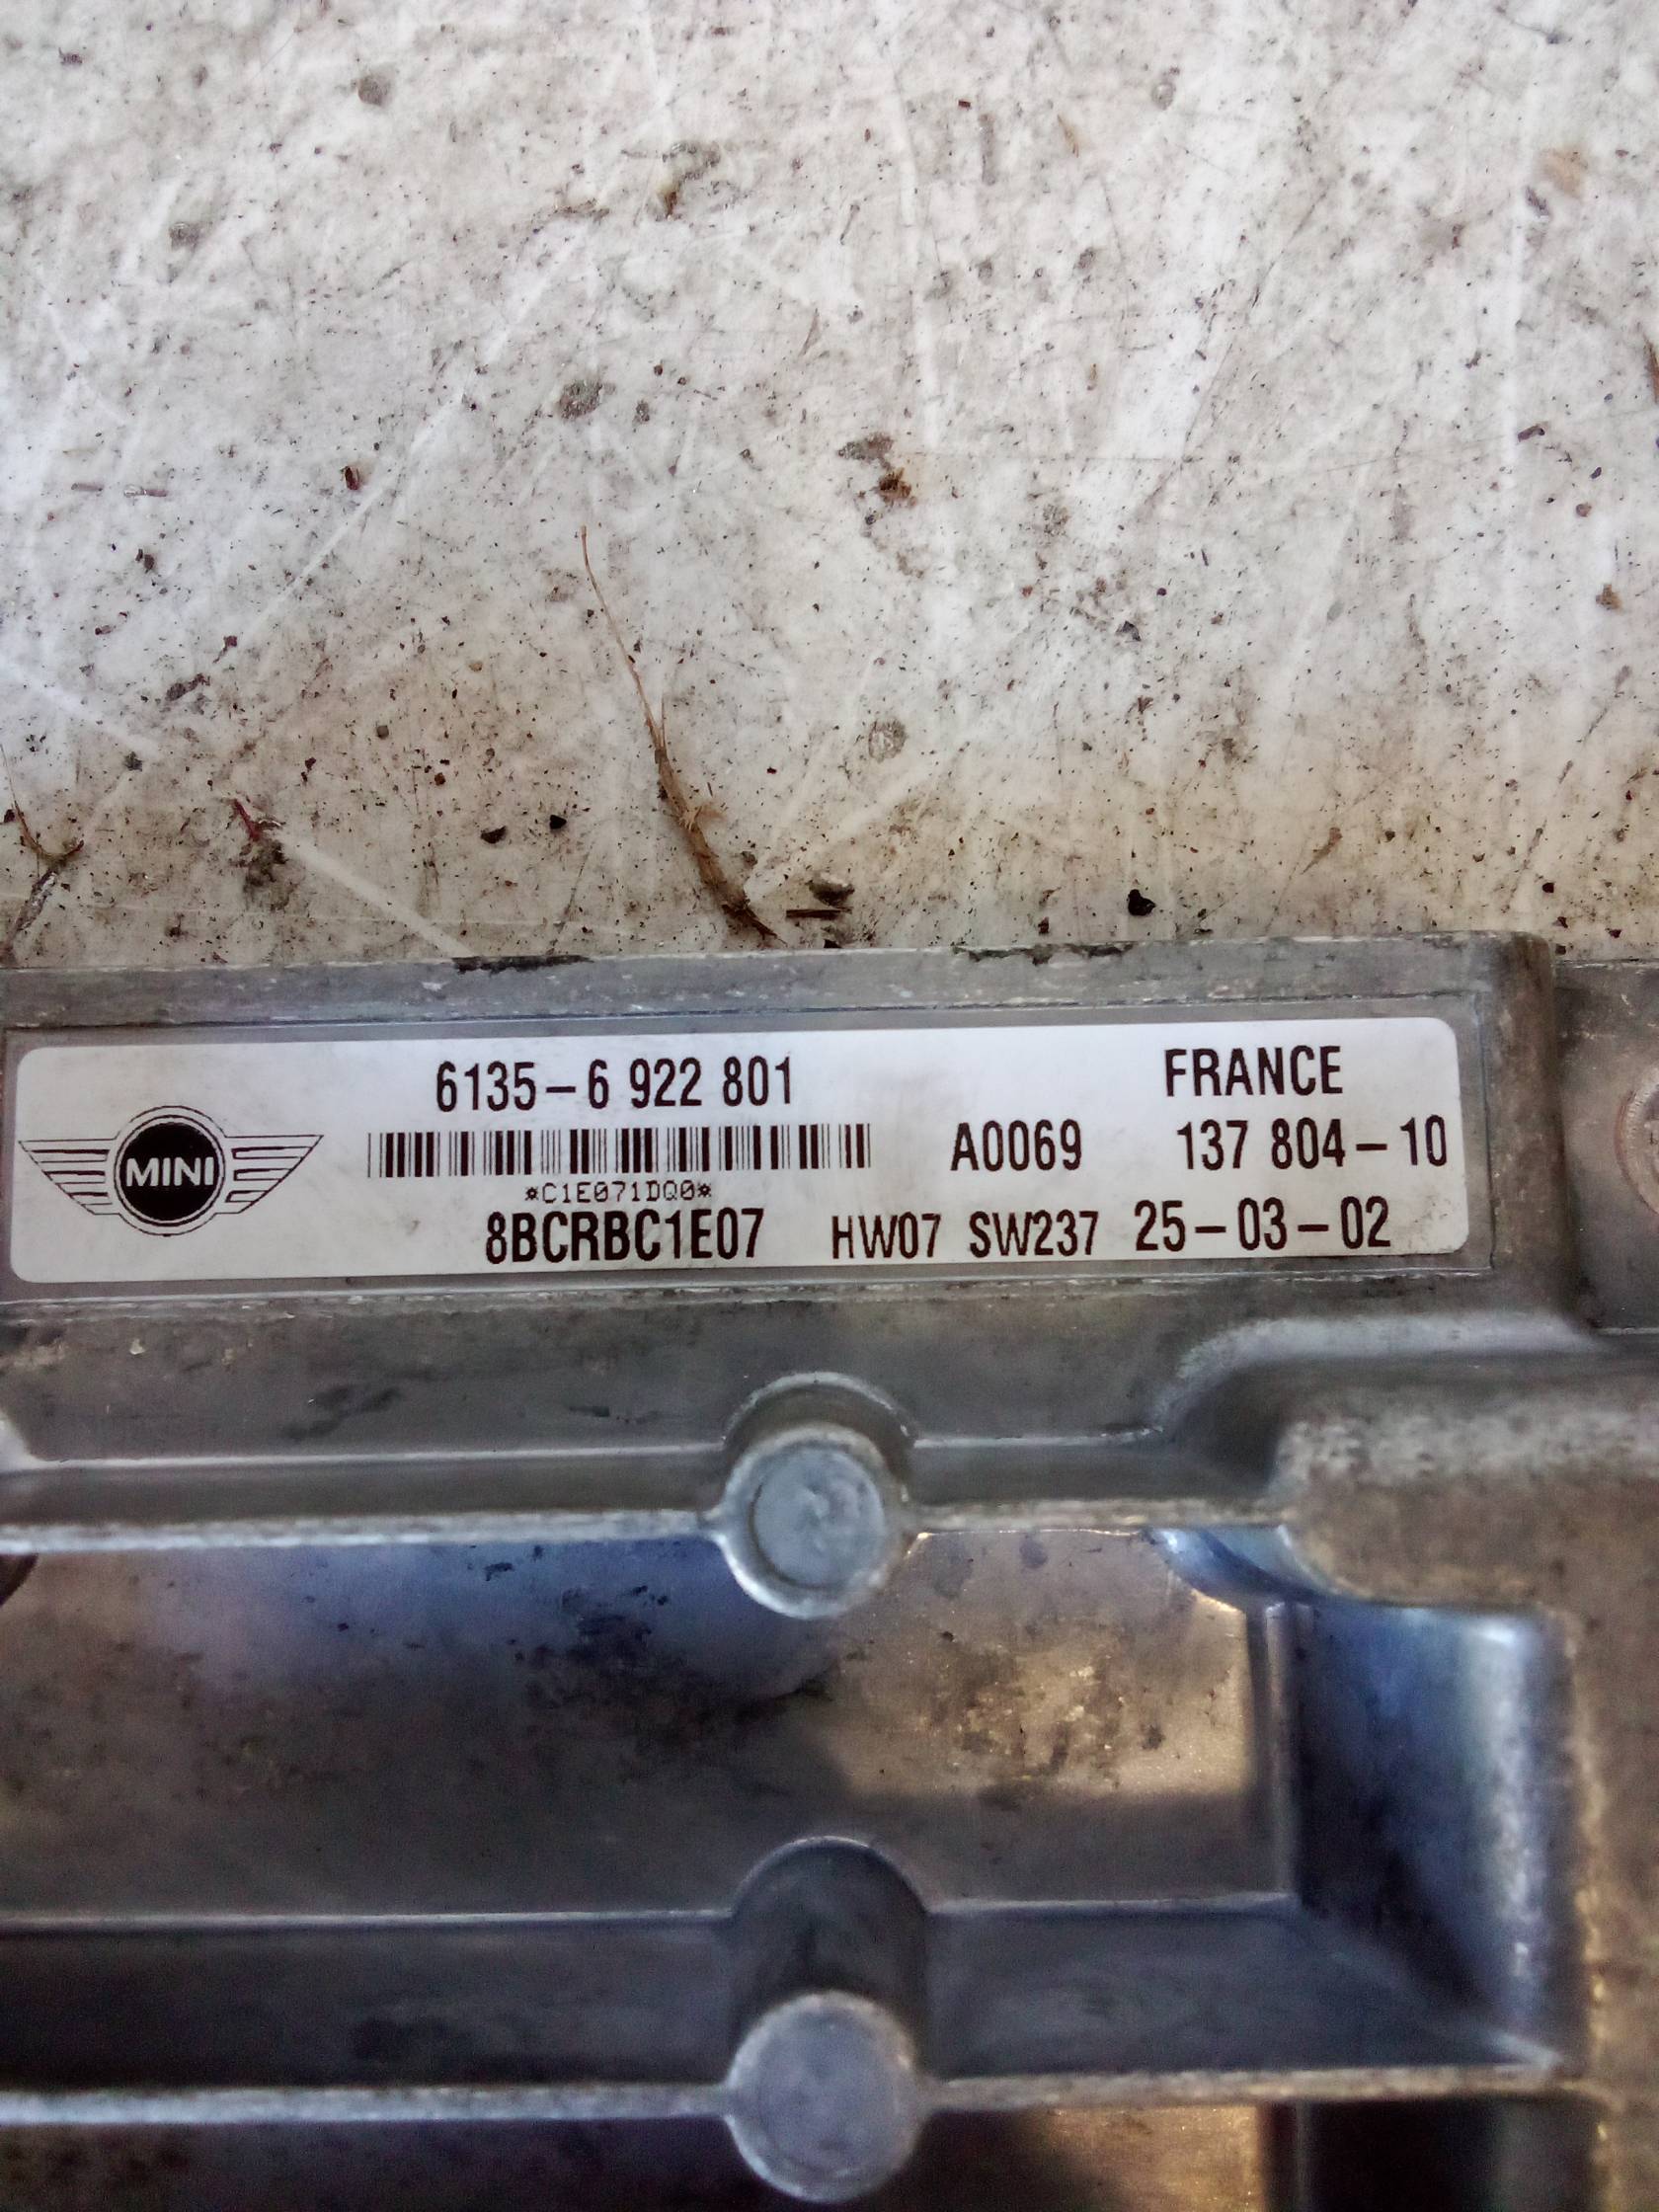 6135-6 922 801 FRANCE
MINI A0069 137 804-10
*C1E071DQ0*
8BCRBC1E07 HW07 SW237 25-03-02